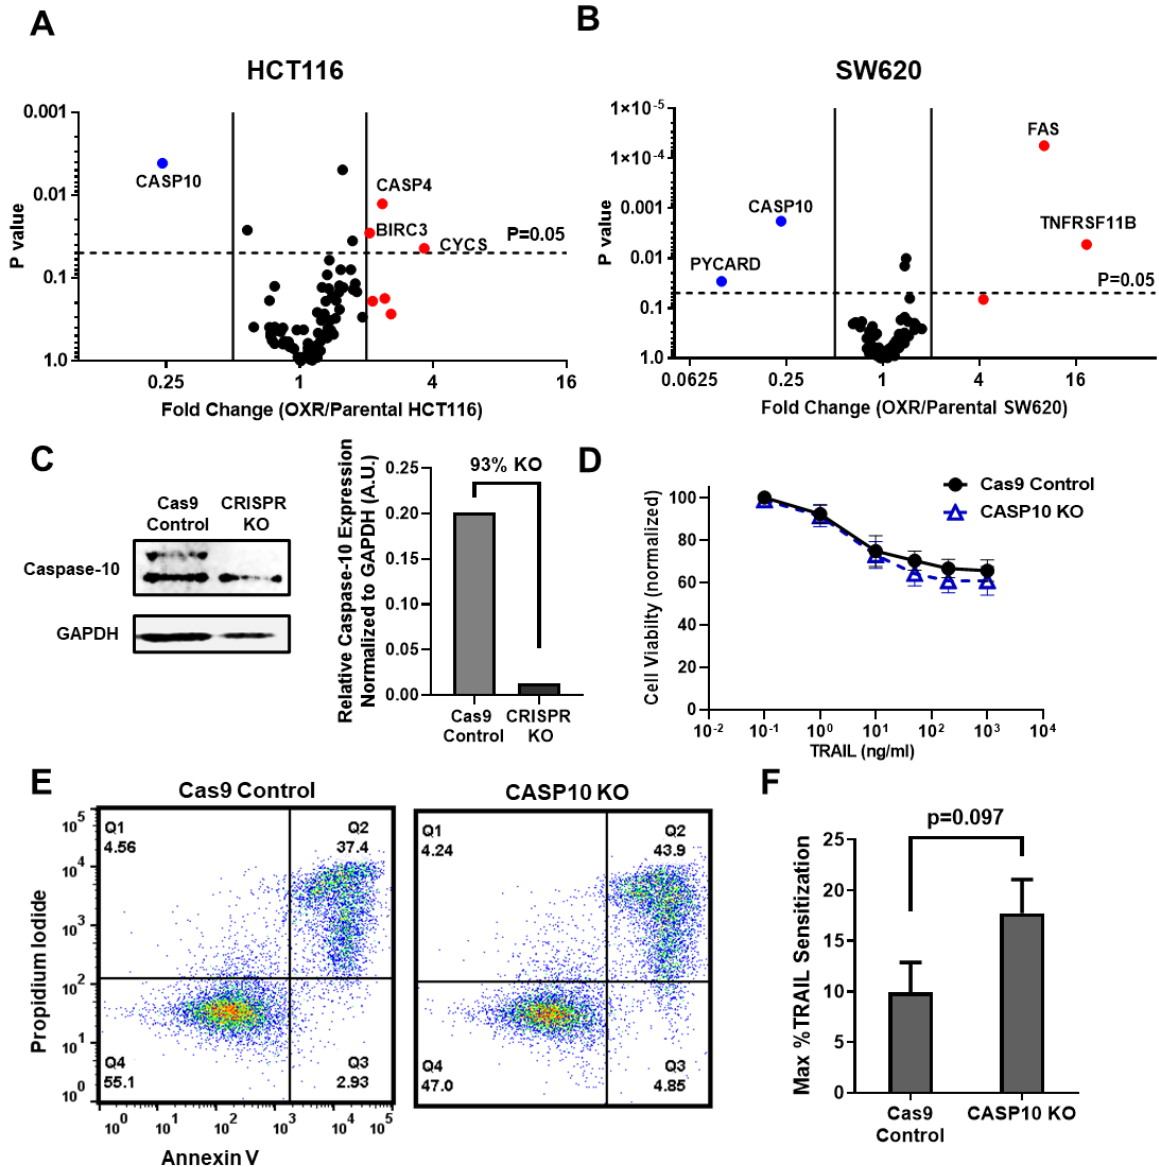 A
HCT116
0.001
0.01
0.1
1.0
P value
CASP10
CASP4
BIRC3
CYCS
P=0.05
0.25
1
4
16
Fold Change (OXR/Parental HCT116)
B
SW620
1×10⁻⁵
1×10⁻⁴
0.001
0.01
0.1
1.0
P value
FAS
CASP10
TNFRSF11B
PYCARD
P=0.05
0.0625
0.25
1
4
16
Fold Change (OXR/Parental SW620)
C
Cas9
Control
CRISPR
KO
Caspase-10
GAPDH
Relative Caspase-10 Expression
Normalized to GAPDH (A.U.)
93% KO
0.25
0.20
0.15
0.10
0.05
0.00
Cas9
Control
CRISPR
KO
D
Cas9 Control
CASP10 KO
Cell Viabilty (normalized)
100
80
60
40
20
0
10⁻²
10⁻¹
10⁰
10¹
10²
10³
10⁴
TRAIL (ng/ml)
E
Cas9 Control
Propidium Iodide
10⁵
10⁴
10³
10²
10¹
10⁰
Q1
4.56
Q2
37.4
Q4
55.1
Q3
2.93
10⁰
10¹
10²
10³
10⁴
10⁵
Annexin V
CASP10 KO
Q1
4.24
Q2
43.9
Q4
47.0
Q3
4.85
F
p=0.097
Max %TRAIL Sensitization
25
20
15
10
5
0
Cas9
Control
CASP10 KO